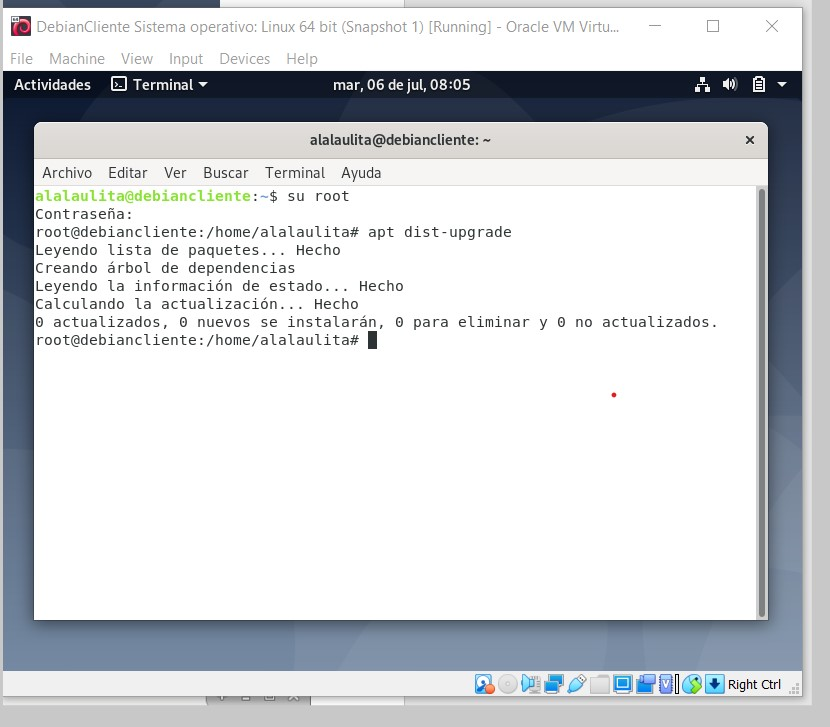 DebianCliente Sistema operativo: Linux 64 bit (Snapshot 1) [Running] - Oracle VM Virtu...
File Machine View Input Devices Help
Actividades Terminal mar, 06 de jul, 08:05
alalaulita@debiancliente: ~
Archivo Editar Ver Buscar Terminal Ayuda
alalaulita@debiancliente:~$ su root
Contraseña:
root@debiancliente:/home/alalaulita# apt dist-upgrade
Leyendo lista de paquetes... Hecho
Creando árbol de dependencias
Leyendo la información de estado... Hecho
Calculando la actualización... Hecho
0 actualizados, 0 nuevos se instalarán, 0 para eliminar y 0 no actualizados.
root@debiancliente:/home/alalaulita#
Right Ctrl